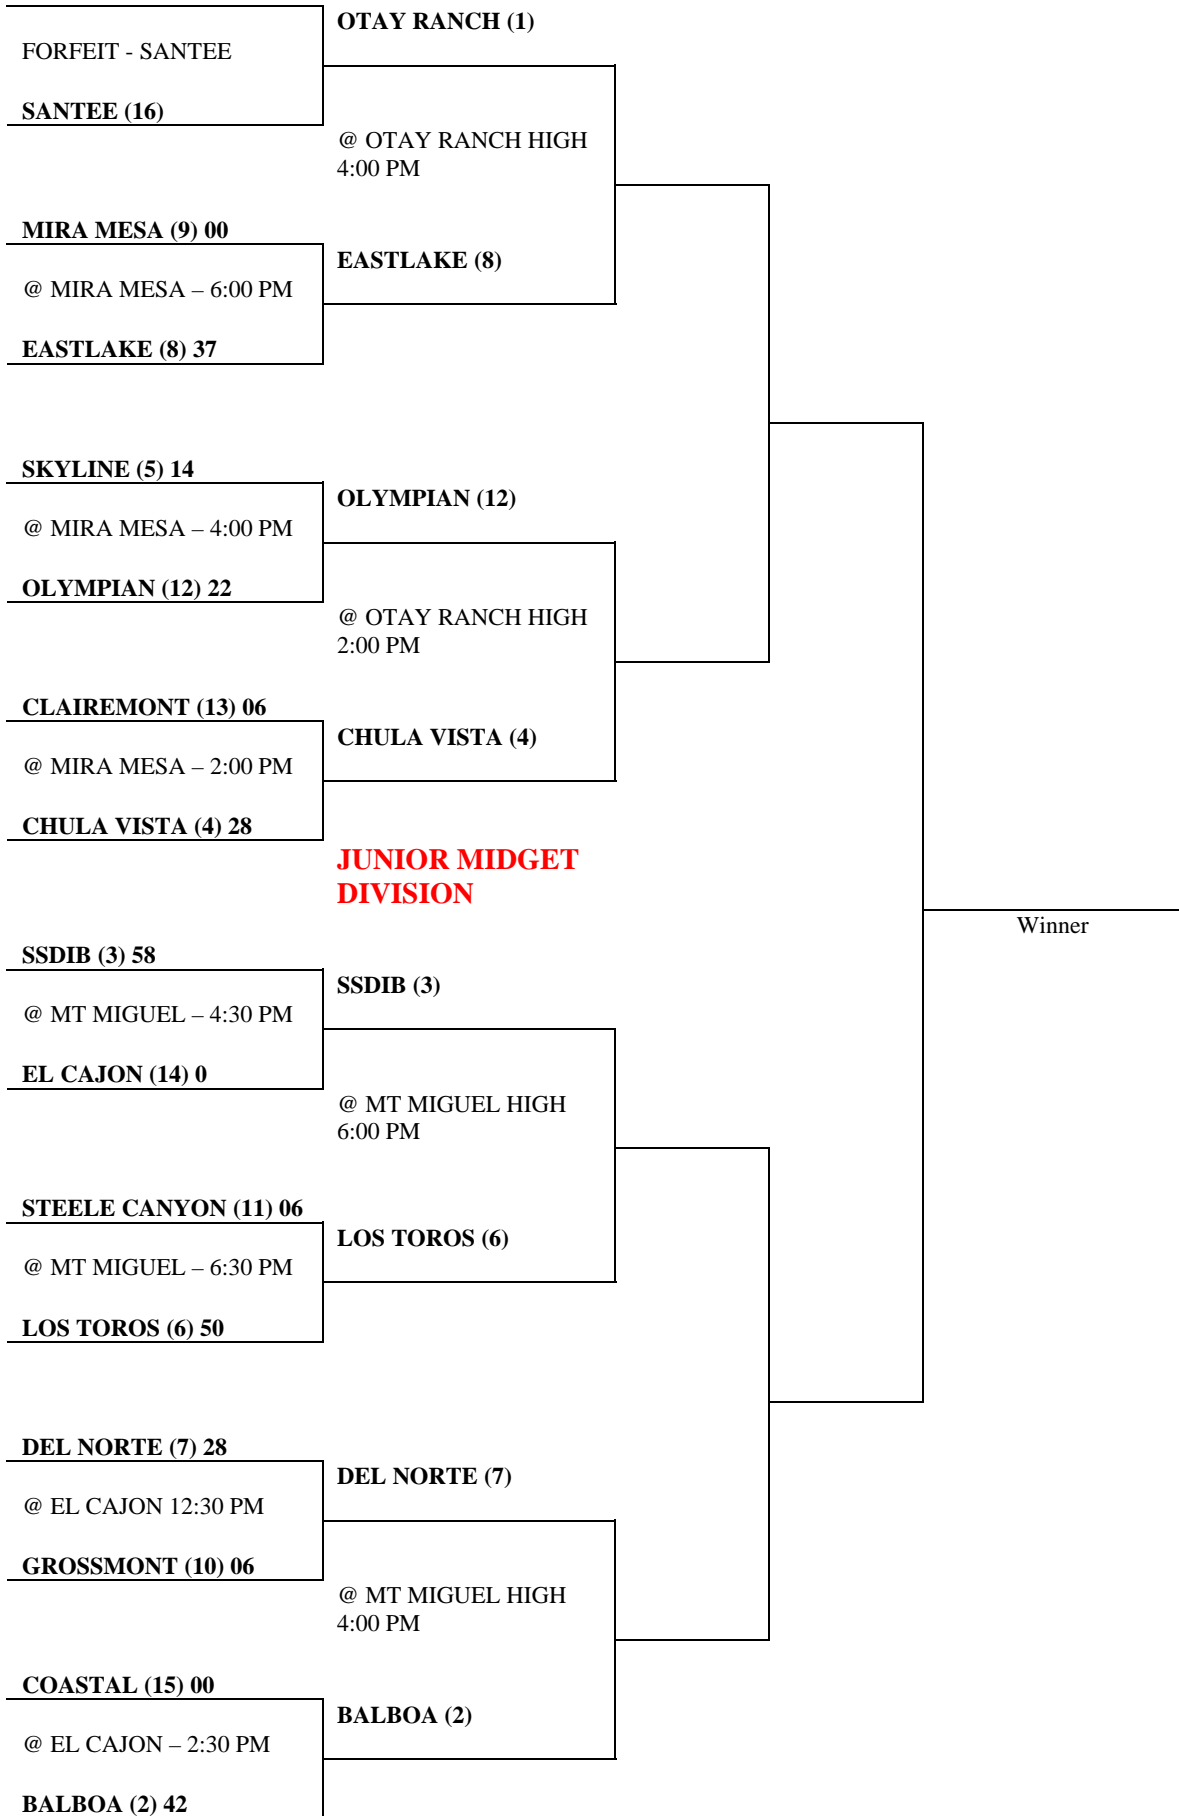 OTAY RANCH (1)
FORFEIT - SANTEE
SANTEE (16)
@ OTAY RANCH HIGH
4:00 PM
MIRA MESA (9) 00
EASTLAKE (8)
@ MIRA MESA – 6:00 PM
EASTLAKE (8) 37
SKYLINE (5) 14
OLYMPIAN (12)
@ MIRA MESA – 4:00 PM
OLYMPIAN (12) 22
@ OTAY RANCH HIGH
2:00 PM
CLAIREMONT (13) 06
CHULA VISTA (4)
@ MIRA MESA – 2:00 PM
CHULA VISTA (4) 28
JUNIOR MIDGET
DIVISION
Winner
SSDIB (3) 58
SSDIB (3)
@ MT MIGUEL – 4:30 PM
EL CAJON (14) 0
@ MT MIGUEL HIGH
6:00 PM
STEELE CANYON (11) 06
LOS TOROS (6)
@ MT MIGUEL – 6:30 PM
LOS TOROS (6) 50
DEL NORTE (7) 28
DEL NORTE (7)
@ EL CAJON 12:30 PM
GROSSMONT (10) 06
@ MT MIGUEL HIGH
4:00 PM
COASTAL (15) 00
BALBOA (2)
@ EL CAJON – 2:30 PM
BALBOA (2) 42